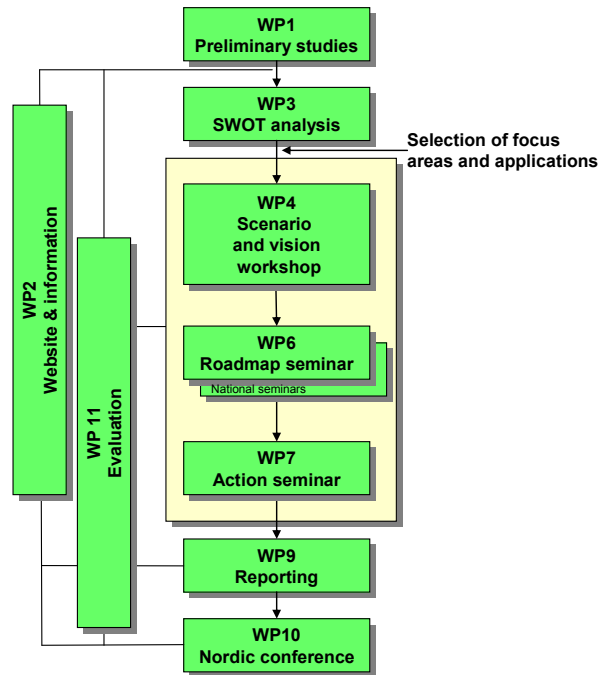 WP1
Preliminary studies
WP3
SWOT analysis
Selection of focus
areas and applications
WP4
Scenario
and vision
workshop
WP2
Website & information
WP 11
Evaluation
WP6
Roadmap seminar
National seminars
WP7
Action seminar
WP9
Reporting
WP10
Nordic conference